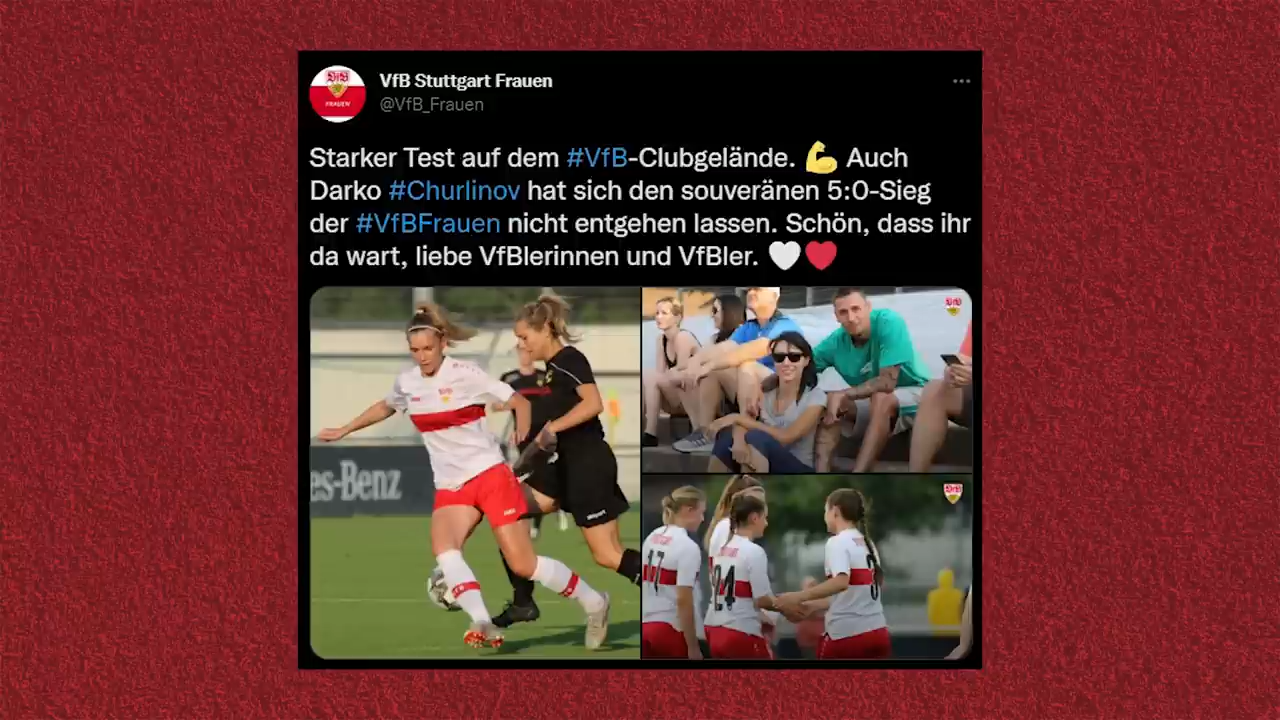 VfB Stuttgart Frauen
@VfB_Frauen
Starker Test auf dem #VfB-Clubgelände. 💪 Auch
Darko #Churlinov hat sich den souveränen 5:0-Sieg
der #VfBFrauen nicht entgehen lassen. Schön, dass ihr
da wart, liebe VfBlerinnen und VfBler. 🤍❤️
FRAUEN
es-Benz
17
24